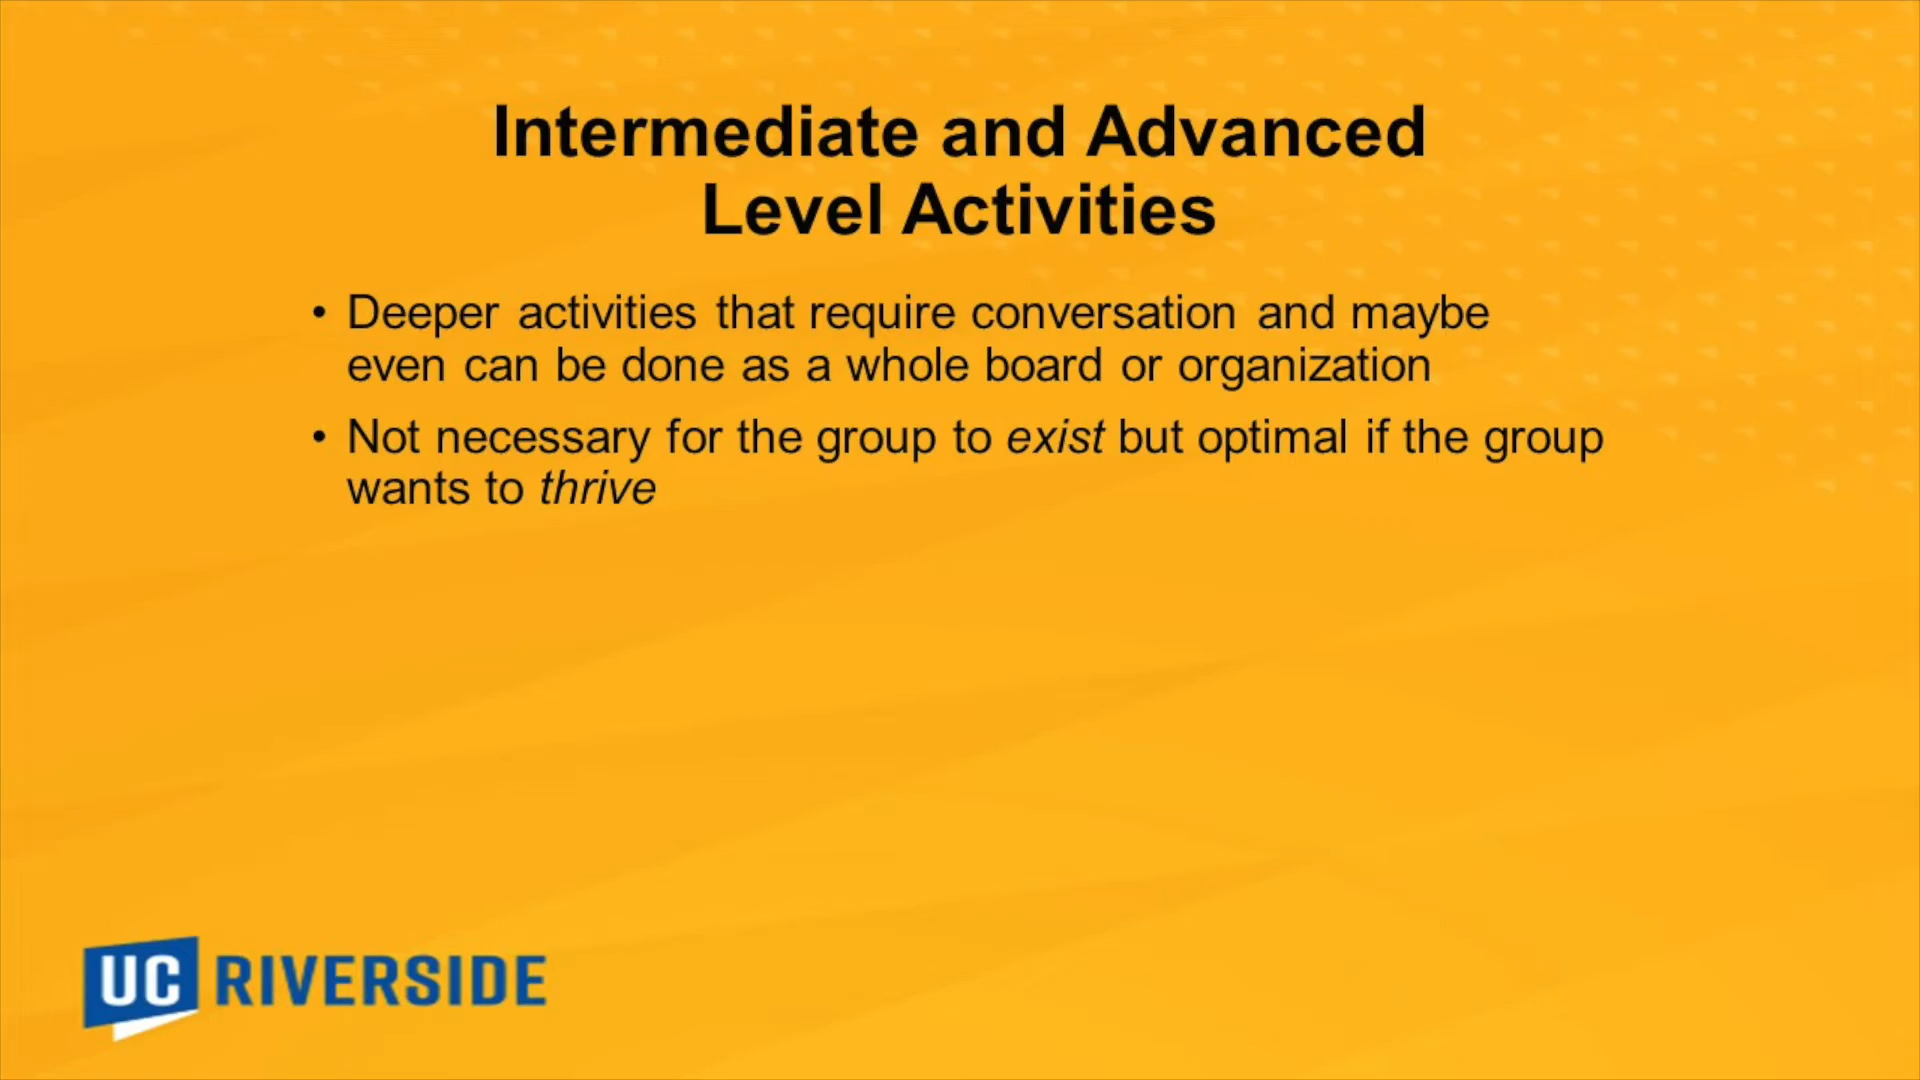 Intermediate and Advanced
Level Activities
• Deeper activities that require conversation and maybe
even can be done as a whole board or organization
• Not necessary for the group to exist but optimal if the group
wants to thrive
UC RIVERSIDE